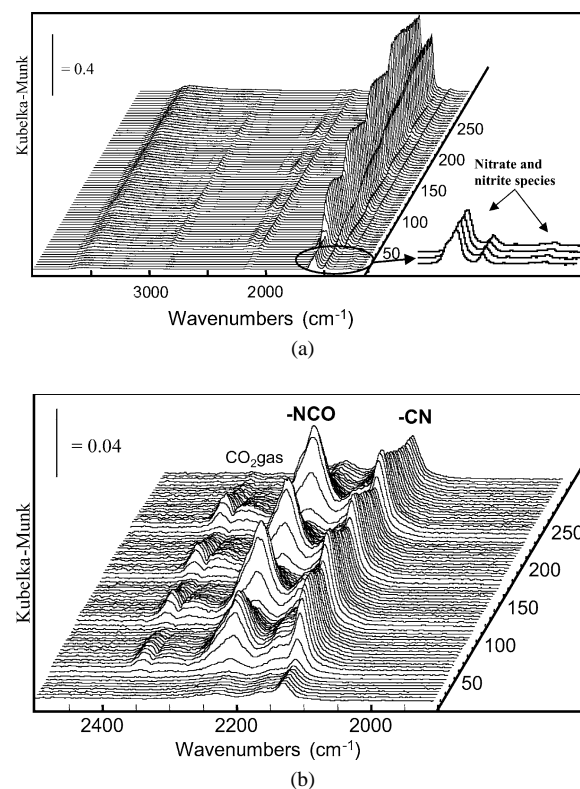 Kubelka-Munk
= 0.4
250
200
150
100
50
Nitrate and
nitrite species
3000 2000
Wavenumbers (cm⁻¹)
(a)
Kubelka-Munk
= 0.04
-NCO -CN
CO₂gas
250
200
150
100
50
2400 2200 2000
Wavenumbers (cm⁻¹)
(b)